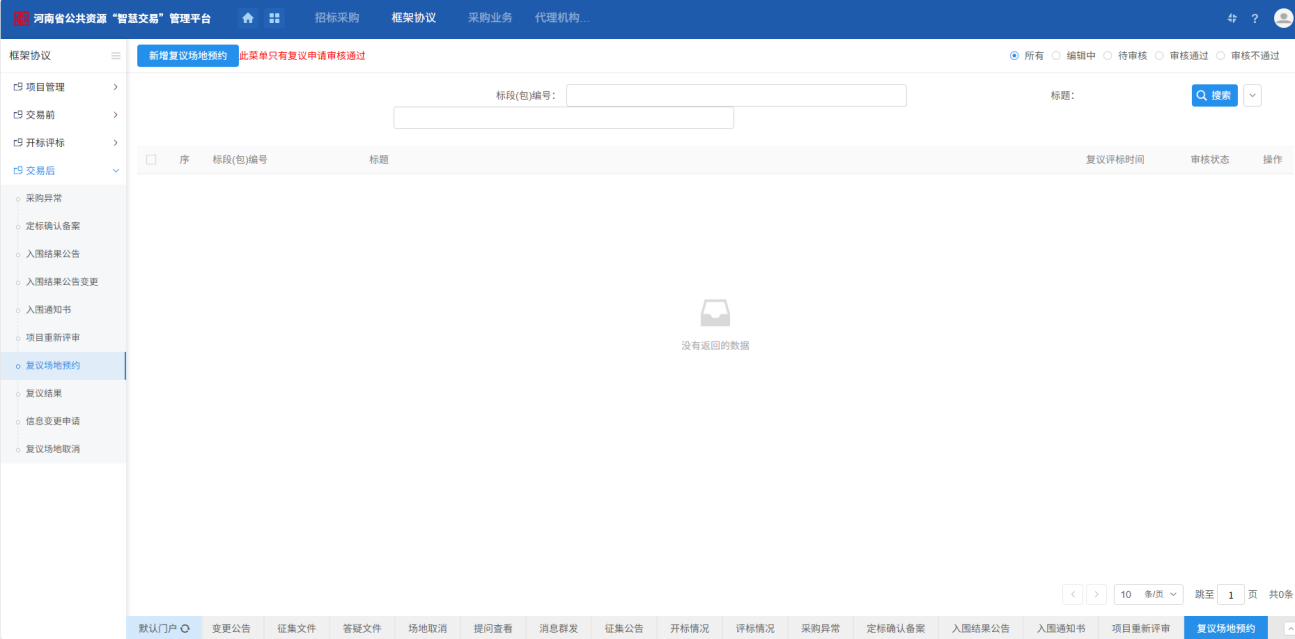 河南省公共资源“智慧交易”管理平台 招标采购 框架协议 采购业务 代理机构... ?
框架协议
项目管理
交易前
开标评标
交易后
采购异常
定标确认备案
入围结果公告
入围结果公告变更
入围通知书
项目重新评审
复议场地预约
复议结果
信息变更申请
复议场地取消
新增复议场地预约 此菜单只有复议申请审核通过 所有 编辑中 待审核 审核通过 审核不通过
标段(包)编号： 标题： 搜索
序 标段(包)编号 标题 复议评标时间 审核状态 操作
没有返回的数据
10 条/页 跳至 1 页 共0条
默认门户 变更公告 征集文件 答疑文件 场地取消 提问查看 消息群发 征集公告 开标情况 评标情况 采购异常 定标确认备案 入围结果公告 入围通知书 项目重新评审 复议场地预约